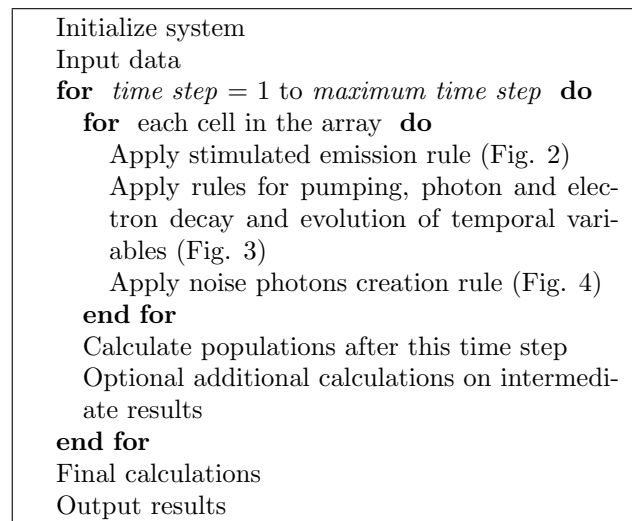 Initialize system
Input data
for time step = 1 to maximum time step do
for each cell in the array do
Apply stimulated emission rule (Fig. 2)
Apply rules for pumping, photon and elec-
tron decay and evolution of temporal vari-
ables (Fig. 3)
Apply noise photons creation rule (Fig. 4)
end for
Calculate populations after this time step
Optional additional calculations on intermedi-
ate results
end for
Final calculations
Output results